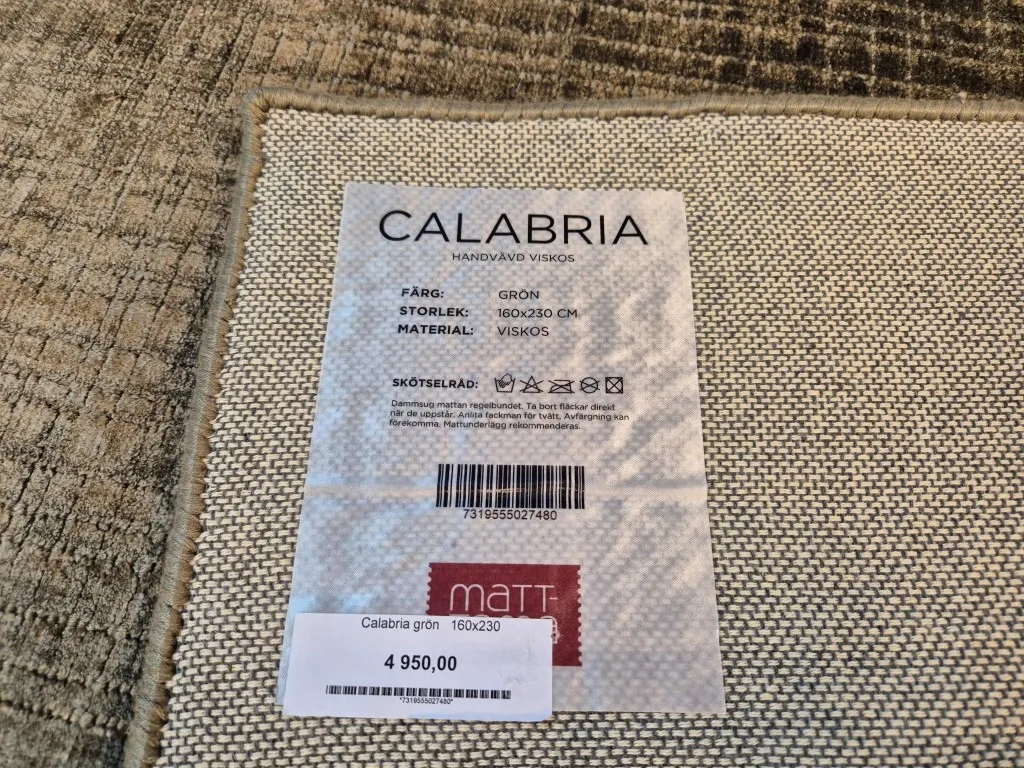 CALABRIA
HANDVÄVD VISKOS
FÄRG: GRÖN
STORLEK: 160x230 CM
MATERIAL: VISKOS
SKÖTSELRÅD:
Dammsug mattan regelbundet. Ta bort fläckar direkt
när de uppstår. Anlita fackman för tvätt. Avfärgning kan
förekomma. Mattunderlägg rekommenderas.
7319555027480
maTT-
Calabria grön 160x230
4 950,00
*7319555027480*